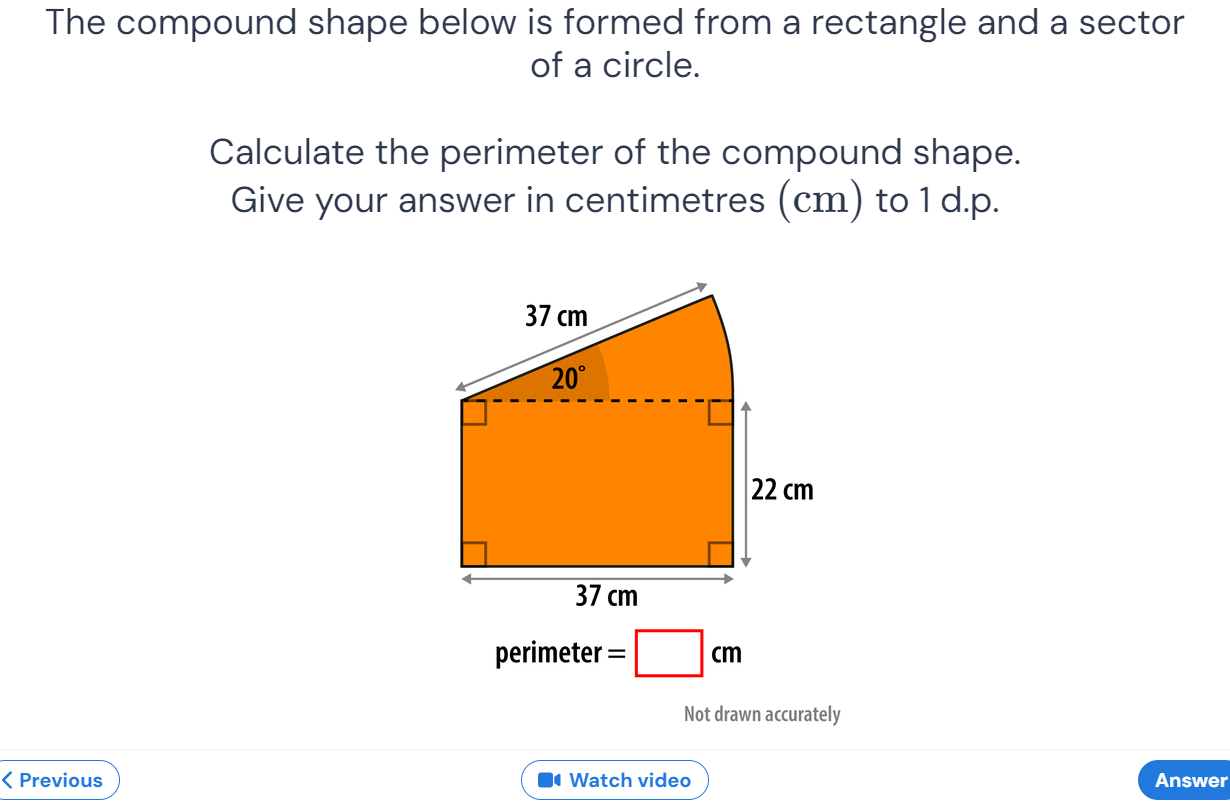 The compound shape below is formed from a rectangle and a sector
of a circle.
Calculate the perimeter of the compound shape.
Give your answer in centimetres (cm) to 1 d.p.
37 cm
20°
22 cm
37 cm
perimeter = cm
Not drawn accurately
Previous
Watch video
Answer